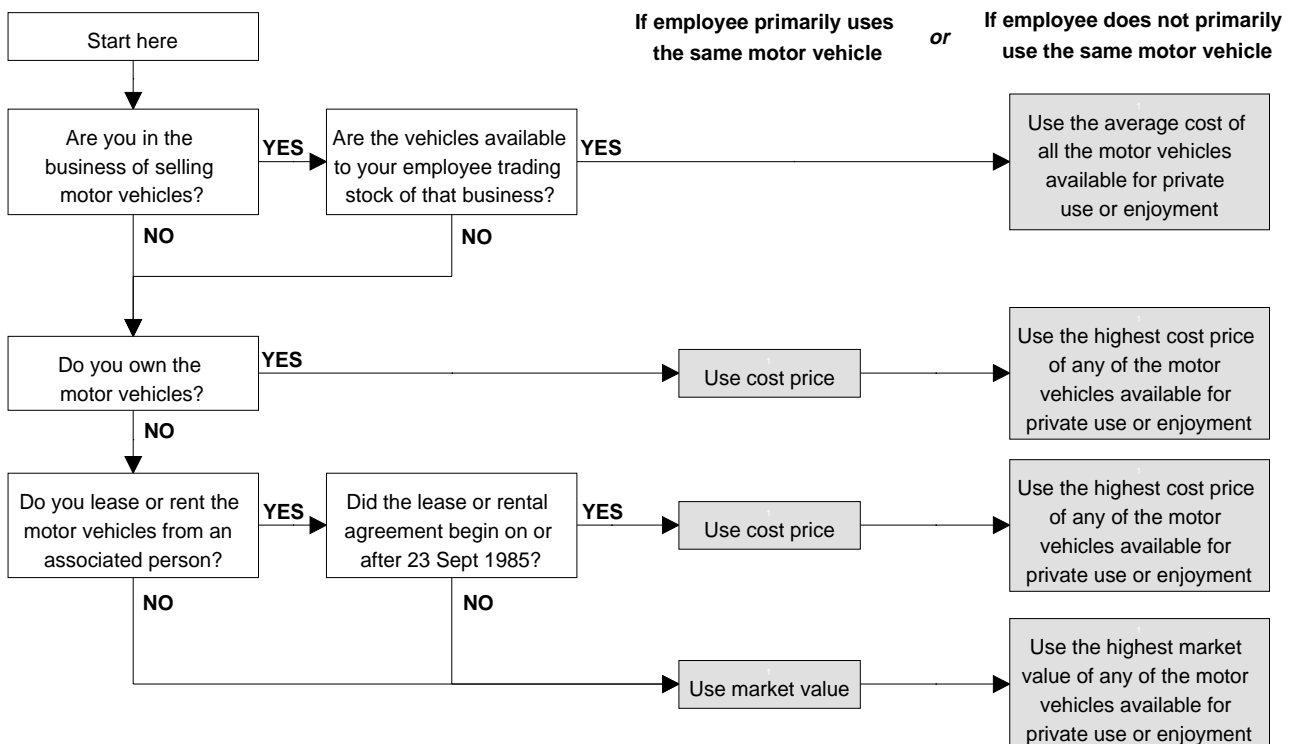 Start here
If employee primarily uses
the same motor vehicle
or
If employee does not primarily
use the same motor vehicle
Are you in the
business of selling
motor vehicles?
YES
Are the vehicles available
to your employee trading
stock of that business?
YES
Use the average cost of
all the motor vehicles
available for private
use or enjoyment
NO
NO
Do you own the
motor vehicles?
YES
Use cost price
Use the highest cost price
of any of the motor
vehicles available for
private use or enjoyment
NO
Do you lease or rent the
motor vehicles from an
associated person?
YES
Did the lease or rental
agreement begin on or
after 23 Sept 1985?
YES
Use cost price
Use the highest cost price
of any of the motor
vehicles available for
private use or enjoyment
NO
NO
Use market value
Use the highest market
value of any of the motor
vehicles available for
private use or enjoyment